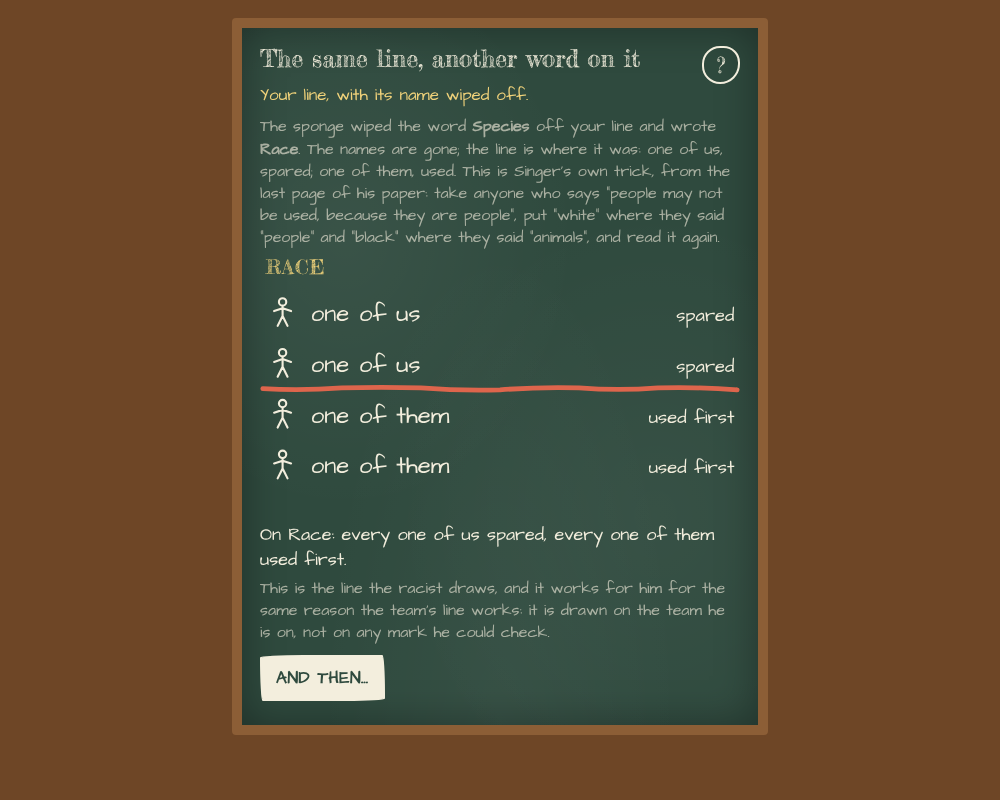 The same line, another word on it
?
Your line, with its name wiped off.
The sponge wiped the word Species off your line and wrote
Race. The names are gone; the line is where it was: one of us,
spared; one of them, used. This is Singer's own trick, from the
last page of his paper: take anyone who says "people may not
be used, because they are people", put "white" where they said
"people" and "black" where they said "animals", and read it again.
RACE
one of us spared
one of us spared
one of them used first
one of them used first
On Race: every one of us spared, every one of them
used first.
This is the line the racist draws, and it works for him for the
same reason the team's line works: it is drawn on the team he
is on, not on any mark he could check.
AND THEN...